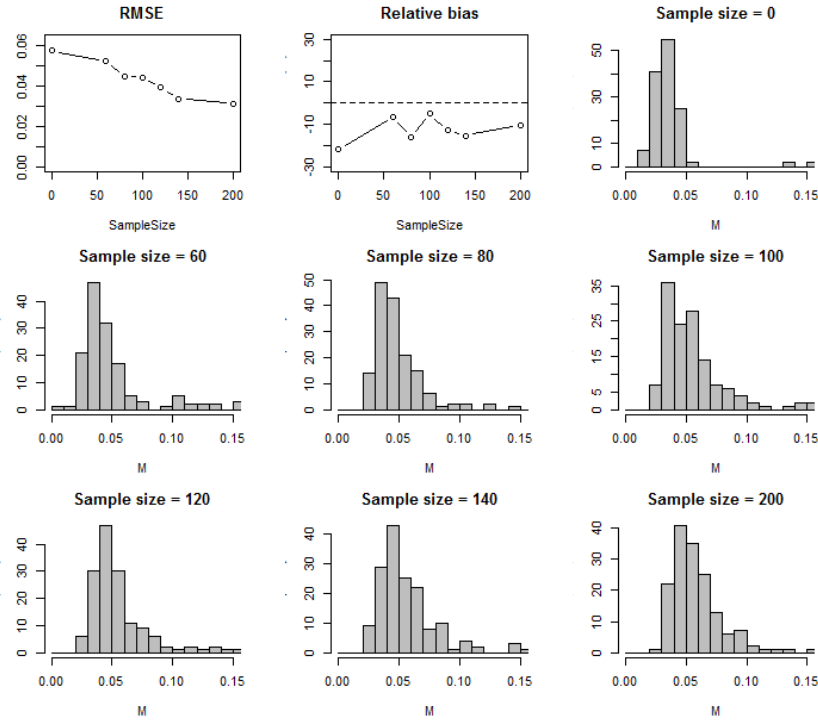 RMSE
0.06
0.04
0.02
0.00
0 50 100 150 200
SampleSize
Relative bias
30
10
-10
-30
0 50 100 150 200
SampleSize
Sample size = 0
50
30
10
0
0.00 0.05 0.10 0.15
M
Sample size = 60
40
30
20
10
0
0.00 0.05 0.10 0.15
M
Sample size = 80
50
40
30
20
10
0
0.00 0.05 0.10 0.15
M
Sample size = 100
35
25
15
5
0
0.00 0.05 0.10 0.15
M
Sample size = 120
40
30
20
10
0
0.00 0.05 0.10 0.15
M
Sample size = 140
40
30
20
10
0
0.00 0.05 0.10 0.15
M
Sample size = 200
40
30
20
10
0
0.00 0.05 0.10 0.15
M